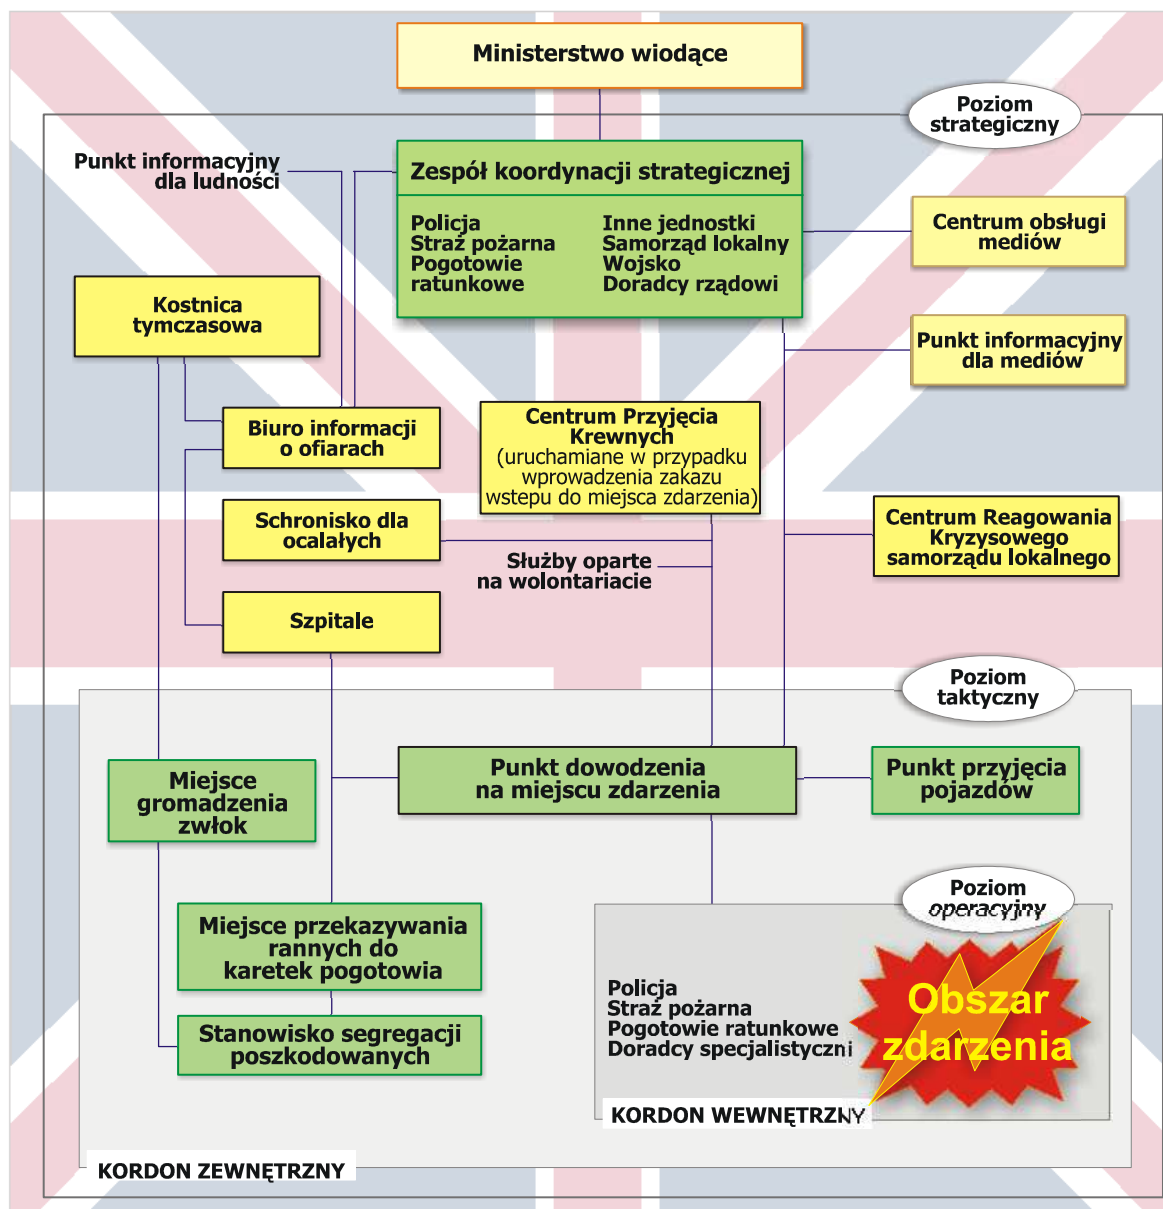 Ministerstwo wiodące
Poziom
strategiczny
Punkt informacyjny
dla ludności
Zespół koordynacji strategicznej
Policja
Straż pożarna
Pogotowie
ratunkowe
Inne jednostki
Samorząd lokalny
Wojsko
Doradcy rządowi
Centrum obsługi
mediów
Kostnica
tymczasowa
Punkt informacyjny
dla mediów
Biuro informacji
o ofiarach
Centrum Przyjęcia
Krewnych
(uruchamiane w przypadku
wprowadzenia zakazu
wstepu do miejsca zdarzenia)
Schronisko dla
ocalałych
Centrum Reagowania
Kryzysowego
samorządu lokalnego
Służby oparte
na wolontariacie
Szpitale
Poziom
taktyczny
Miejsce
gromadzenia
zwłok
Punkt dowodzenia
na miejscu zdarzenia
Punkt przyjęcia
pojazdów
Poziom
operacyjny
Miejsce przekazywania
rannych do
karetek pogotowia
Stanowisko segregacji
poszkodowanych
Policja
Straż pożarna
Pogotowie ratunkowe
Doradcy specjalistyczni
Obszar
zdarzenia
KORDON WEWNĘTRZNY
KORDON ZEWNĘTRZNY